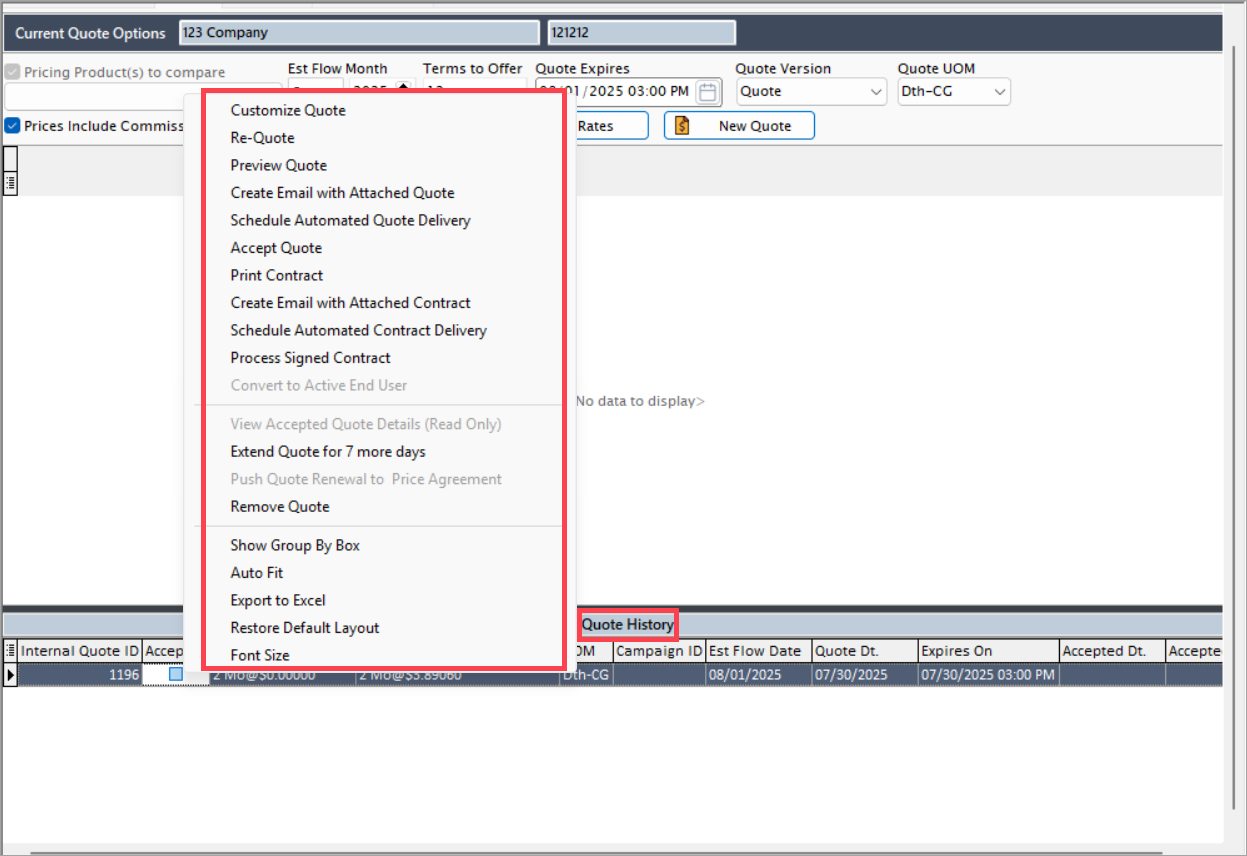 Current Quote Options 123 Company 121212
Pricing Product(s) to compare Est Flow Month Terms to Offer Quote Expires Quote Version Quote UOM
/2025 03:00 PM Quote Dth-CG
Prices Include Commiss Rates New Quote
Customize Quote
Re-Quote
Preview Quote
Create Email with Attached Quote
Schedule Automated Quote Delivery
Accept Quote
Print Contract
Create Email with Attached Contract
Schedule Automated Contract Delivery
Process Signed Contract
Convert to Active End User
View Accepted Quote Details (Read Only)
Extend Quote for 7 more days
Push Quote Renewal to  Price Agreement
Remove Quote
Show Group By Box
Auto Fit
Export to Excel
Restore Default Layout
Font Size
No data to display>
Quote History
Internal Quote ID Accep OM Campaign ID Est Flow Date Quote Dt. Expires On Accepted Dt. Accepte
1196 2 Mo@$0.00000 2 Mo@$5.89060 Dth-CG 08/01/2025 07/30/2025 07/30/2025 03:00 PM